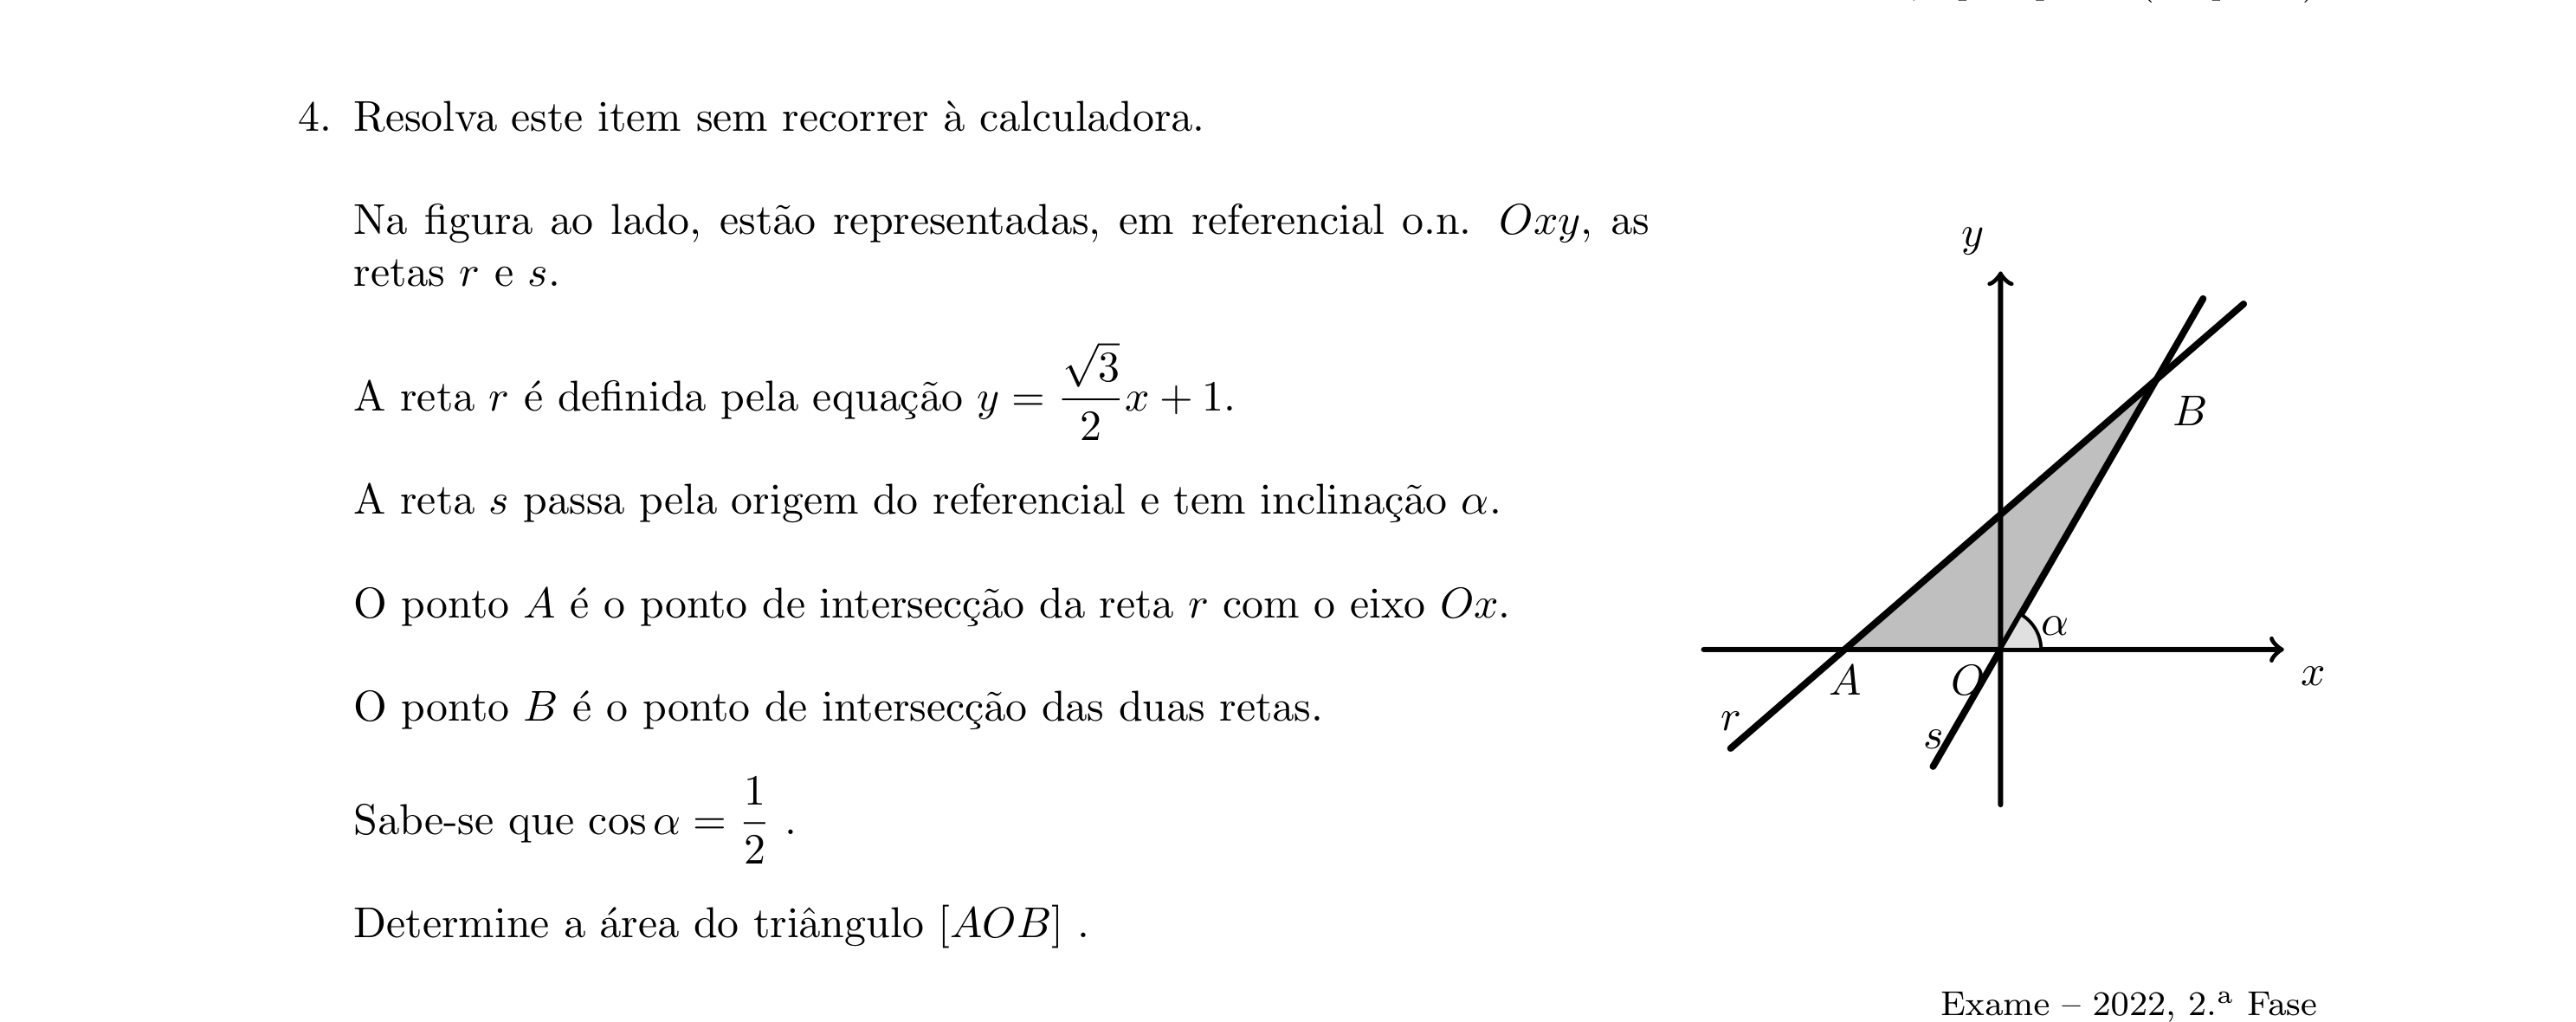 4. Resolva este item sem recorrer à calculadora.
Na figura ao lado, estão representadas, em referencial o.n. Oxy, as
retas r e s.
A reta r é definida pela equação y = \frac{\sqrt{3}}{2}x + 1.
A reta s passa pela origem do referencial e tem inclinação α.
O ponto A é o ponto de intersecção da reta r com o eixo Ox.
O ponto B é o ponto de intersecção das duas retas.
Sabe-se que cos α = \frac{1}{2} .
Determine a área do triângulo [AOB] .
y
B
α
A
O
x
r
s
Exame – 2022, 2.ª Fase